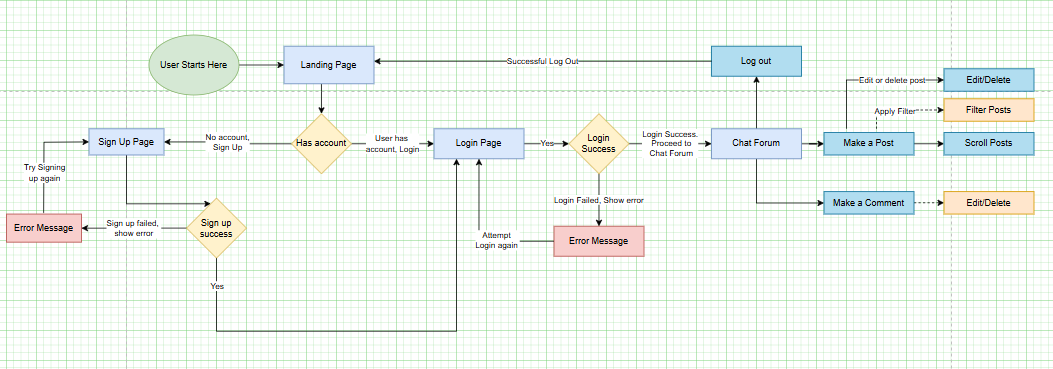 User Starts Here
Landing Page
Successful Log Out
Log out
Edit or delete post
Edit/Delete
Apply Filter
Filter Posts
Sign Up Page
No account,
Sign Up
Has account
User has
account, Login
Login Page
Yes
Login
Success
Login Success.
Proceed to
Chat Forum
Chat Forum
Make a Post
Scroll Posts
Try Signing
up again
Login Failed, Show error
Make a Comment
Edit/Delete
Error Message
Sign up failed,
show error
Sign up
success
Attempt
Login again
Error Message
Yes